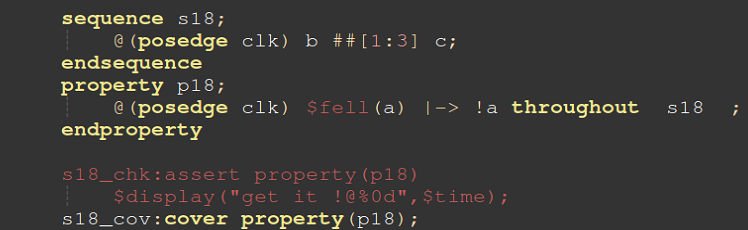 sequence s18;
@(posedge clk) b ##[1:3] c;
endsequence
property p18;
@(posedge clk) $fell(a) |-> !a throughout  s18  ;
endproperty
s18_chk:assert property(p18)
$display("get it !@%0d",$time);
s18_cov:cover property(p18);